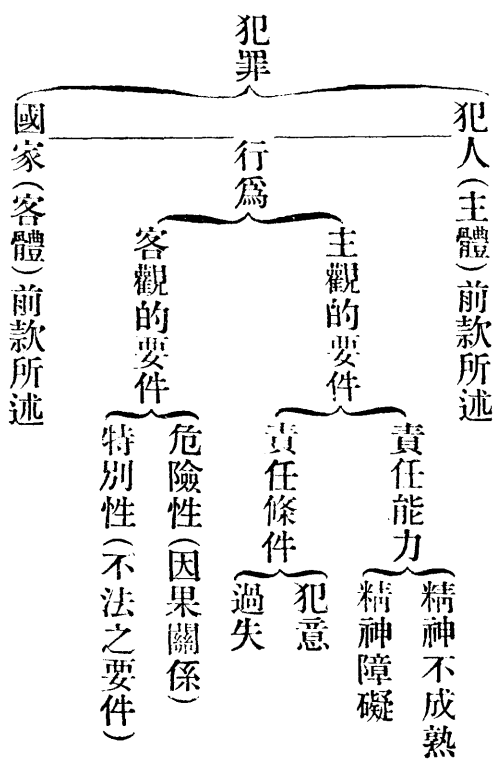 犯罪
犯人（主體）前款所述
行爲
主觀的要件
責任能力
精神不成熟
精神障礙
責任條件
犯意
過失
客觀的要件
危險性（因果關係）
特別性（不法之要件）
國家（客體）前款所述